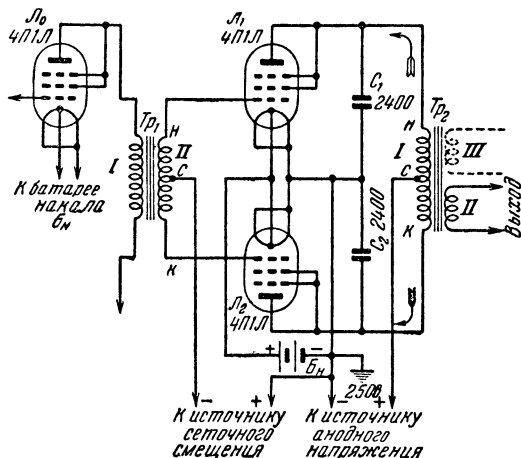 Л₀
4П1Л
Л₁
4П1Л
C₁
2400
Тр₁
Тр₂
I
II
Н
С
К
I
Н
С
К
III
II
Выход
К батарее
накала
Бн
C₂ 2400
Л₂
4П1Л
+ -
Бн
250в
- +
- +
К источнику
сеточного
смещения
К источнику
анодного
напряжения